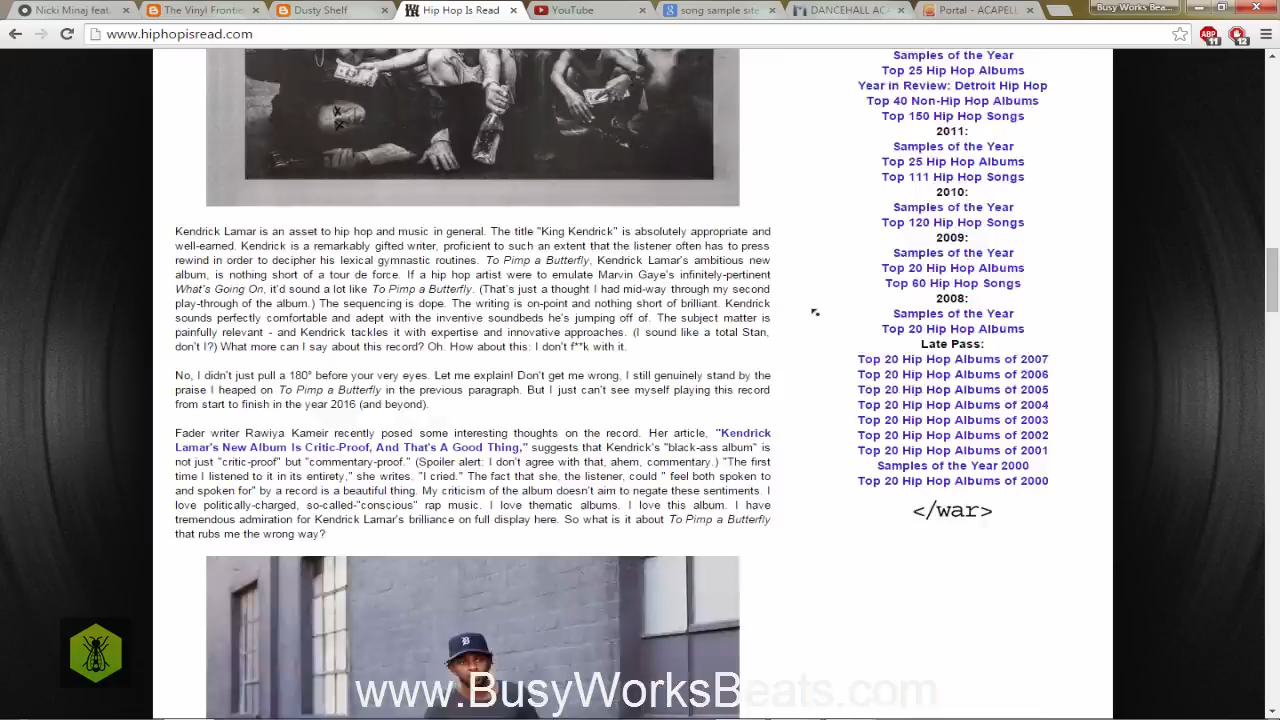 Nicki Minaj feat.
The Vinyl Frontie
Dusty Shelf
Hip Hop Is Read
YouTube
song sample site
DANCEHALL ACA
Portal - ACAPELL
Busy Works Bea...
www.hiphopisread.com
ABP
11
12
Samples of the Year
Top 25 Hip Hop Albums
Year in Review: Detroit Hip Hop
Top 40 Non-Hip Hop Albums
Top 150 Hip Hop Songs
2011:
Samples of the Year
Top 25 Hip Hop Albums
Top 111 Hip Hop Songs
2010:
Samples of the Year
Top 120 Hip Hop Songs
2009:
Samples of the Year
Top 20 Hip Hop Albums
Top 60 Hip Hop Songs
2008:
Samples of the Year
Top 20 Hip Hop Albums
Late Pass:
Top 20 Hip Hop Albums of 2007
Top 20 Hip Hop Albums of 2006
Top 20 Hip Hop Albums of 2005
Top 20 Hip Hop Albums of 2004
Top 20 Hip Hop Albums of 2003
Top 20 Hip Hop Albums of 2002
Top 20 Hip Hop Albums of 2001
Samples of the Year 2000
Top 20 Hip Hop Albums of 2000
</war>
Kendrick Lamar is an asset to hip hop and music in general. The title "King Kendrick" is absolutely appropriate and
well-earned. Kendrick is a remarkably gifted writer, proficient to such an extent that the listener often has to press
rewind in order to decipher his lexical gymnastic routines. To Pimp a Butterfly, Kendrick Lamar's ambitious new
album, is nothing short of a tour de force. If a hip hop artist were to emulate Marvin Gaye's infinitely-pertinent
What's Going On, it'd sound a lot like To Pimp a Butterfly. (That's just a thought I had mid-way through my second
play-through of the album.) The sequencing is dope. The writing is on-point and nothing short of brilliant. Kendrick
sounds perfectly comfortable and adept with the inventive soundbeds he's jumping off of. The subject matter is
painfully relevant - and Kendrick tackles it with expertise and innovative approaches. (I sound like a total Stan,
don't I?) What more can I say about this record? Oh. How about this: I don't f**k with it.
No, I didn't just pull a 180° before your very eyes. Let me explain! Don't get me wrong, I still genuinely stand by the
praise I heaped on To Pimp a Butterfly in the previous paragraph. But I just can't see myself playing this record
from start to finish in the year 2016 (and beyond).
Fader writer Rawiya Kameir recently posed some interesting thoughts on the record. Her article, "Kendrick
Lamar's New Album Is Critic-Proof, And That's A Good Thing," suggests that Kendrick's "black-ass album" is
not just "critic-proof" but "commentary-proof." (Spoiler alert: I don't agree with that, ahem, commentary.) "The first
time I listened to it in its entirety," she writes. "I cried." The fact that she, the listener, could " feel both spoken to
and spoken for" by a record is a beautiful thing. My criticism of the album doesn't aim to negate these sentiments. I
love politically-charged, so-called-"conscious" rap music. I love thematic albums. I love this album. I have
tremendous admiration for Kendrick Lamar's brilliance on full display here. So what is it about To Pimp a Butterfly
that rubs me the wrong way?
B
www.BusyWorksBeats.com